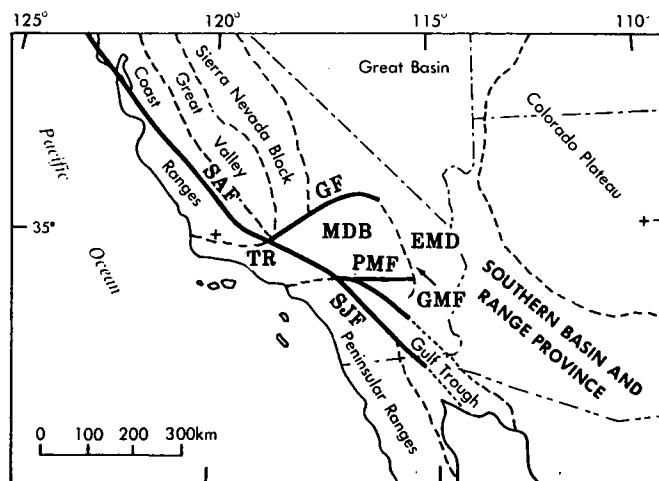 125°
120°
115°
110°
Great Basin
Sierra Nevada Block
Great
Valley
Coast
Ranges
Colorado Plateau
Pacific
Ocean
35°
SAF
GF
MDB
EMD
TR
PMF
GMF
SJF
SOUTHERN BASIN AND
RANGE PROVINCE
Gulf Trough
Peninsular Ranges
0 100 200 300km